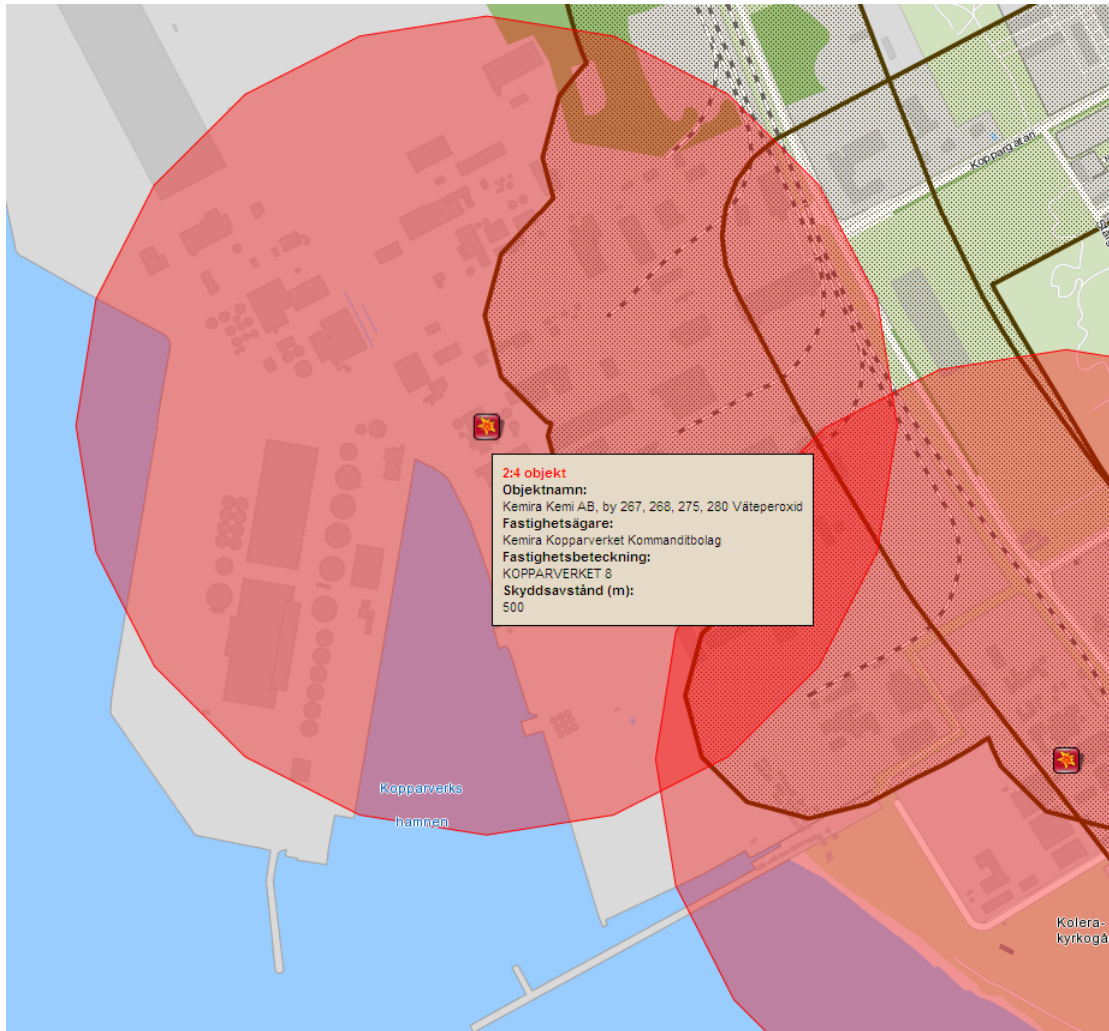 Koppargatan
2:4 objekt
Objektnamn:
Kemira Kemi AB, by 267, 268, 275, 280 Väteperoxid
Fastighetsägare:
Kemira Kopparverket Kommanditbolag
Fastighetsbeteckning:
KOPPARVERKET 8
Skyddsavstånd (m):
500
Kopparverks
hamnen
Kolera-
kyrkogå